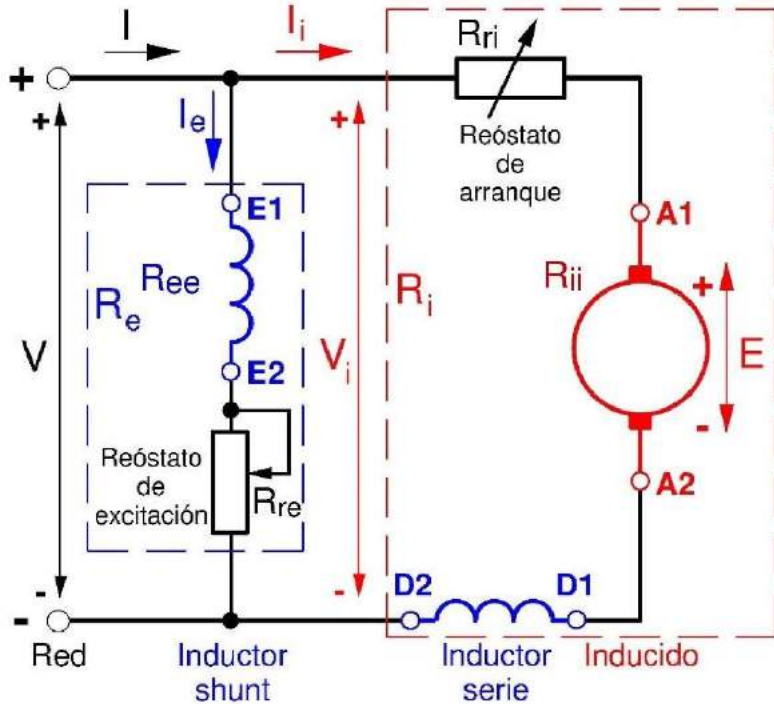 I
Ii
Rri
+
+
Ie
+
Reóstato
de
arranque
E1
A1
Ree
Re
Ri
Rii
+
V
Vi
E
E2
-
Reóstato
de
excitación
Rre
A2
-
-
D2
D1
-
Red
Inductor
shunt
Inductor
serie
Inducido